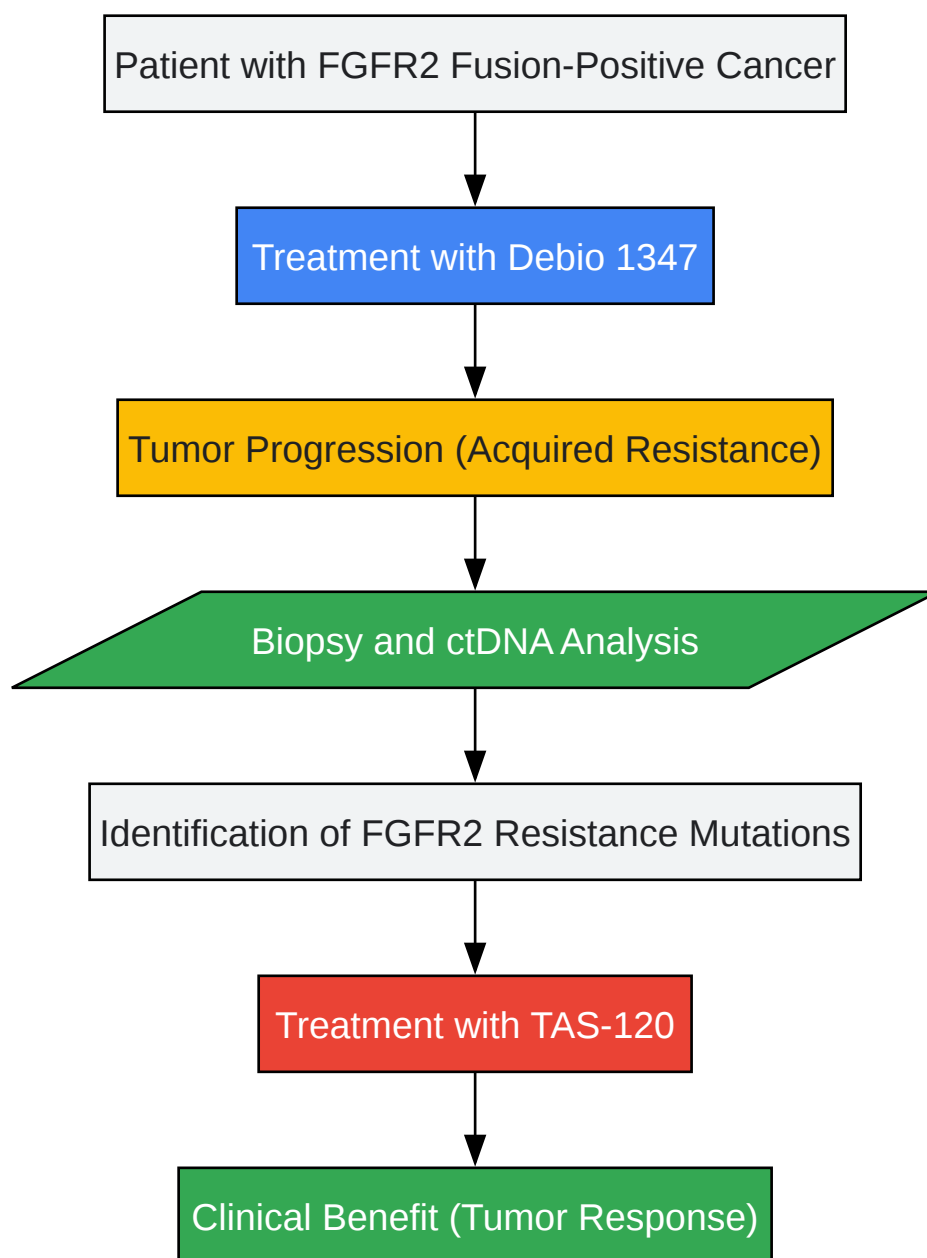 Patient with FGFR2 Fusion-Positive Cancer
Treatment with Debio 1347
Tumor Progression (Acquired Resistance)
Biopsy and ctDNA Analysis
Identification of FGFR2 Resistance Mutations
Treatment with TAS-120
Clinical Benefit (Tumor Response)